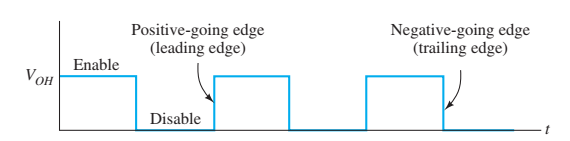 Positive-going edge
(leading edge)
Negative-going edge
(trailing edge)
Enable
V_OH
Disable
t